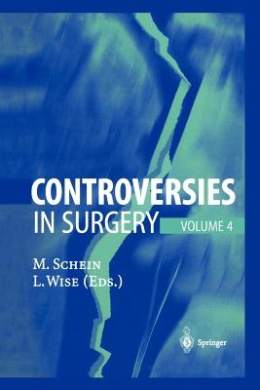 CONTROVERSIES
IN SURGERY VOLUME 4
M. SCHEIN
L. WISE (EDS.)
Springer